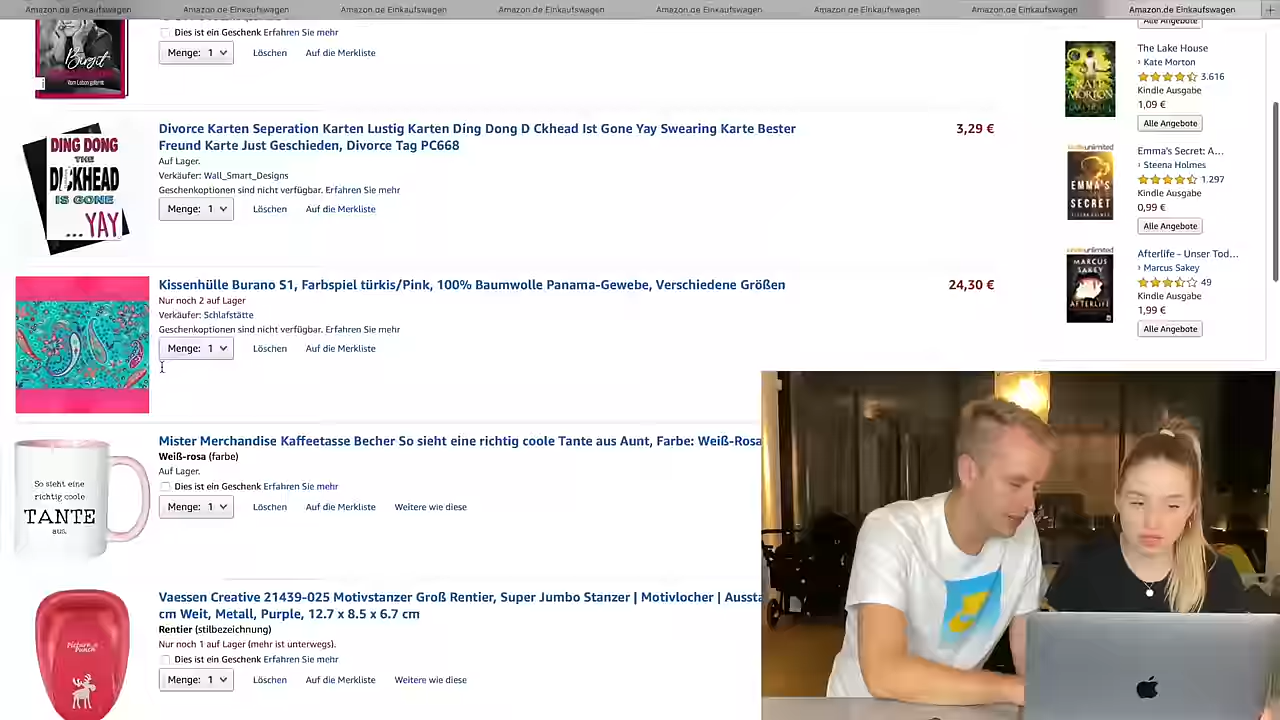 Amazon.de Einkaufswagen
Amazon.de Einkaufswagen
Amazon.de Einkaufswagen
Amazon.de Einkaufswagen
Amazon.de Einkaufswagen
Amazon.de Einkaufswagen
Amazon.de Einkaufswagen
Amazon.de Einkaufswagen
Birgit
Vom Leben geformt
Dies ist ein Geschenk Erfahren Sie mehr
Menge: 1
Löschen
Auf die Merkliste
DING DONG
THE
D CKHEAD
IS GONE
...YAY
Divorce Karten Seperation Karten Lustig Karten Ding Dong D Ckhead Ist Gone Yay Swearing Karte Bester
Freund Karte Just Geschieden, Divorce Tag PC668
3,29 €
Auf Lager.
Verkäufer: Wall_Smart_Designs
Geschenkoptionen sind nicht verfügbar. Erfahren Sie mehr
Menge: 1
Löschen
Auf die Merkliste
Kissenhülle Burano S1, Farbspiel türkis/Pink, 100% Baumwolle Panama-Gewebe, Verschiedene Größen
24,30 €
Nur noch 2 auf Lager
Verkäufer: Schlafstätte
Geschenkoptionen sind nicht verfügbar. Erfahren Sie mehr
Menge: 1
Löschen
Auf die Merkliste
So sieht eine
richtig coole
TANTE
aus.
Mister Merchandise Kaffeetasse Becher So sieht eine richtig coole Tante aus Aunt, Farbe: Weiß-Rosa
Weiß-rosa (farbe)
Auf Lager.
Dies ist ein Geschenk Erfahren Sie mehr
Menge: 1
Löschen
Auf die Merkliste
Weitere wie diese
Picture Punch
Vaessen Creative 21439-025 Motivstanzer Groß Rentier, Super Jumbo Stanzer | Motivlocher | Aussta
cm Weit, Metall, Purple, 12.7 x 8.5 x 6.7 cm
Rentier (stilbezeichnung)
Nur noch 1 auf Lager (mehr ist unterwegs).
Dies ist ein Geschenk Erfahren Sie mehr
Menge: 1
Löschen
Auf die Merkliste
Weitere wie diese
Alle Angebote
KATE
MORTON
The Lake House
› Kate Morton
3.616
Kindle Ausgabe
1,09 €
Alle Angebote
kindleunlimited
EMMA'S
SECRET
Emma's Secret: A...
› Steena Holmes
1.297
Kindle Ausgabe
0,99 €
Alle Angebote
kindleunlimited
MARCUS
SAKEY
AFTERLIFE
Afterlife - Unser Tod...
› Marcus Sakey
49
Kindle Ausgabe
1,99 €
Alle Angebote